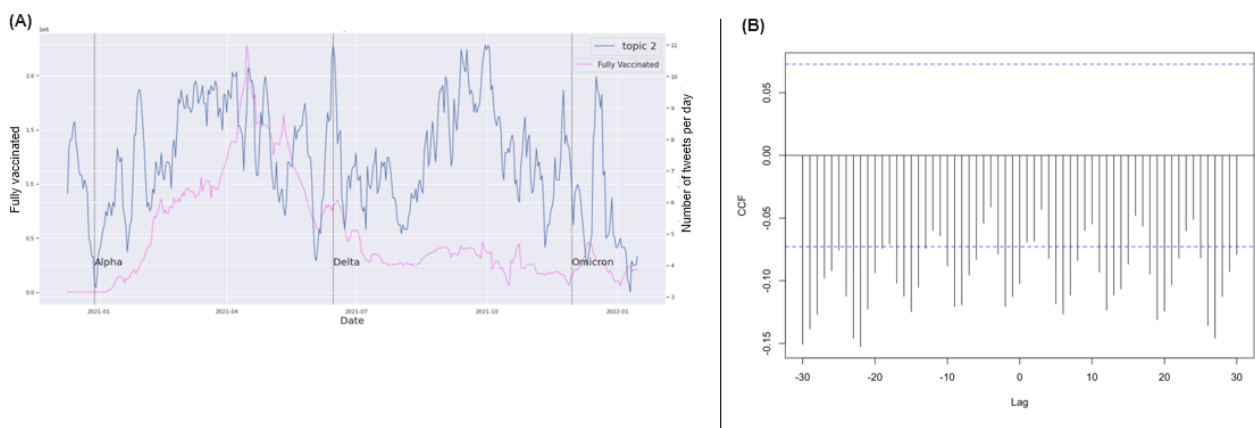 (A)
1e6
topic 2
Fully Vaccinated
Fully vaccinated
2.0
1.5
1.0
0.5
0.0
Alpha
Delta
Omicron
2021-01
2021-04
2021-07
2021-10
2022-01
Date
11
10
9
8
7
6
5
4
3
Number of tweets per day
(B)
CCF
0.05
0.00
-0.05
-0.10
-0.15
-30
-20
-10
0
10
20
30
Lag